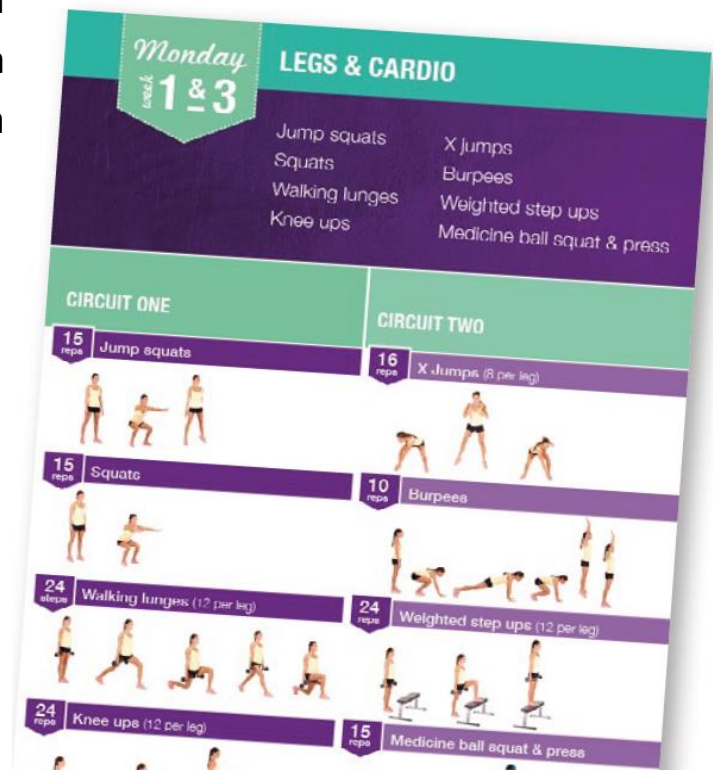 Monday
week 1 & 3
LEGS & CARDIO
Jump squats
Squats
Walking lunges
Knee ups
X jumps
Burpees
Weighted step ups
Medicine ball squat & press
CIRCUIT ONE
15 reps Jump squats
15 reps Squats
24 steps Walking lunges (12 per leg)
24 reps Knee ups (12 per leg)
CIRCUIT TWO
16 reps X Jumps (8 per leg)
10 reps Burpees
24 reps Weighted step ups (12 per leg)
15 reps Medicine ball squat & press